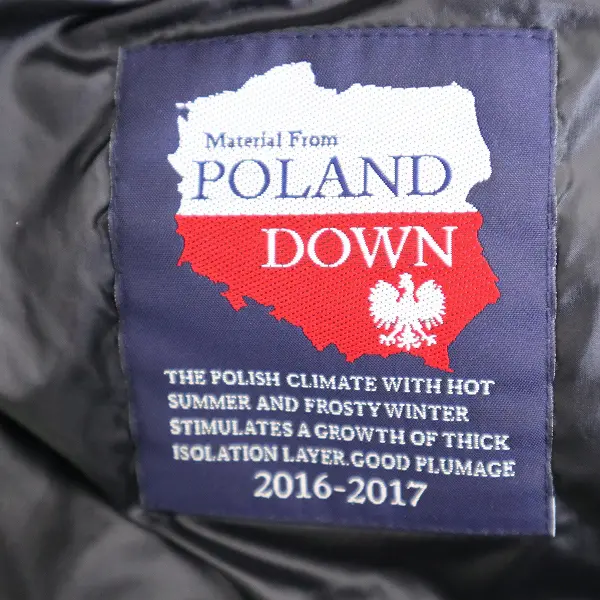 Material From
POLAND
DOWN
THE POLISH CLIMATE WITH HOT
SUMMER AND FROSTY WINTER
STIMULATES A GROWTH OF THICK
ISOLATION LAYER.GOOD PLUMAGE
2016-2017